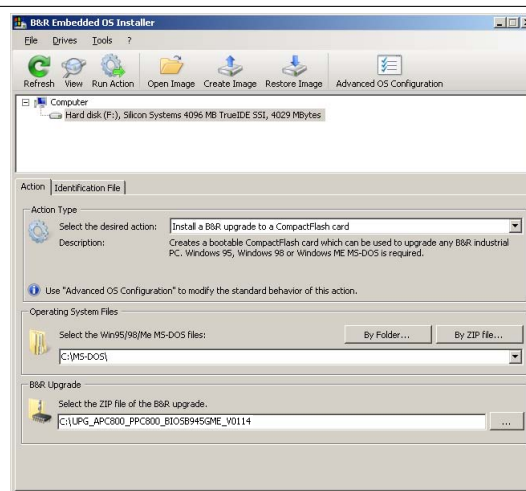 B&R Embedded OS Installer
File Drives Tools ?
Refresh View Run Action Open Image Create Image Restore Image Advanced OS Configuration
Computer
Hard disk (F:), Silicon Systems 4096 MB TrueIDE SSI, 4029 MBytes
Action Identification File
Action Type
Select the desired action: Install a B&R upgrade to a CompactFlash card
Description: Creates a bootable CompactFlash card which can be used to upgrade any B&R industrial
PC. Windows 95, Windows 98 or Windows ME MS-DOS is required.
Use "Advanced OS Configuration" to modify the standard behavior of this action.
Operating System Files
Select the Win95/98/Me MS-DOS files: By Folder... By ZIP file...
C:\MS-DOS\
B&R Upgrade
Select the ZIP file of the B&R upgrade.
C:\UPG_APC800_PPC800_BIOSB945GME_V0114 ...